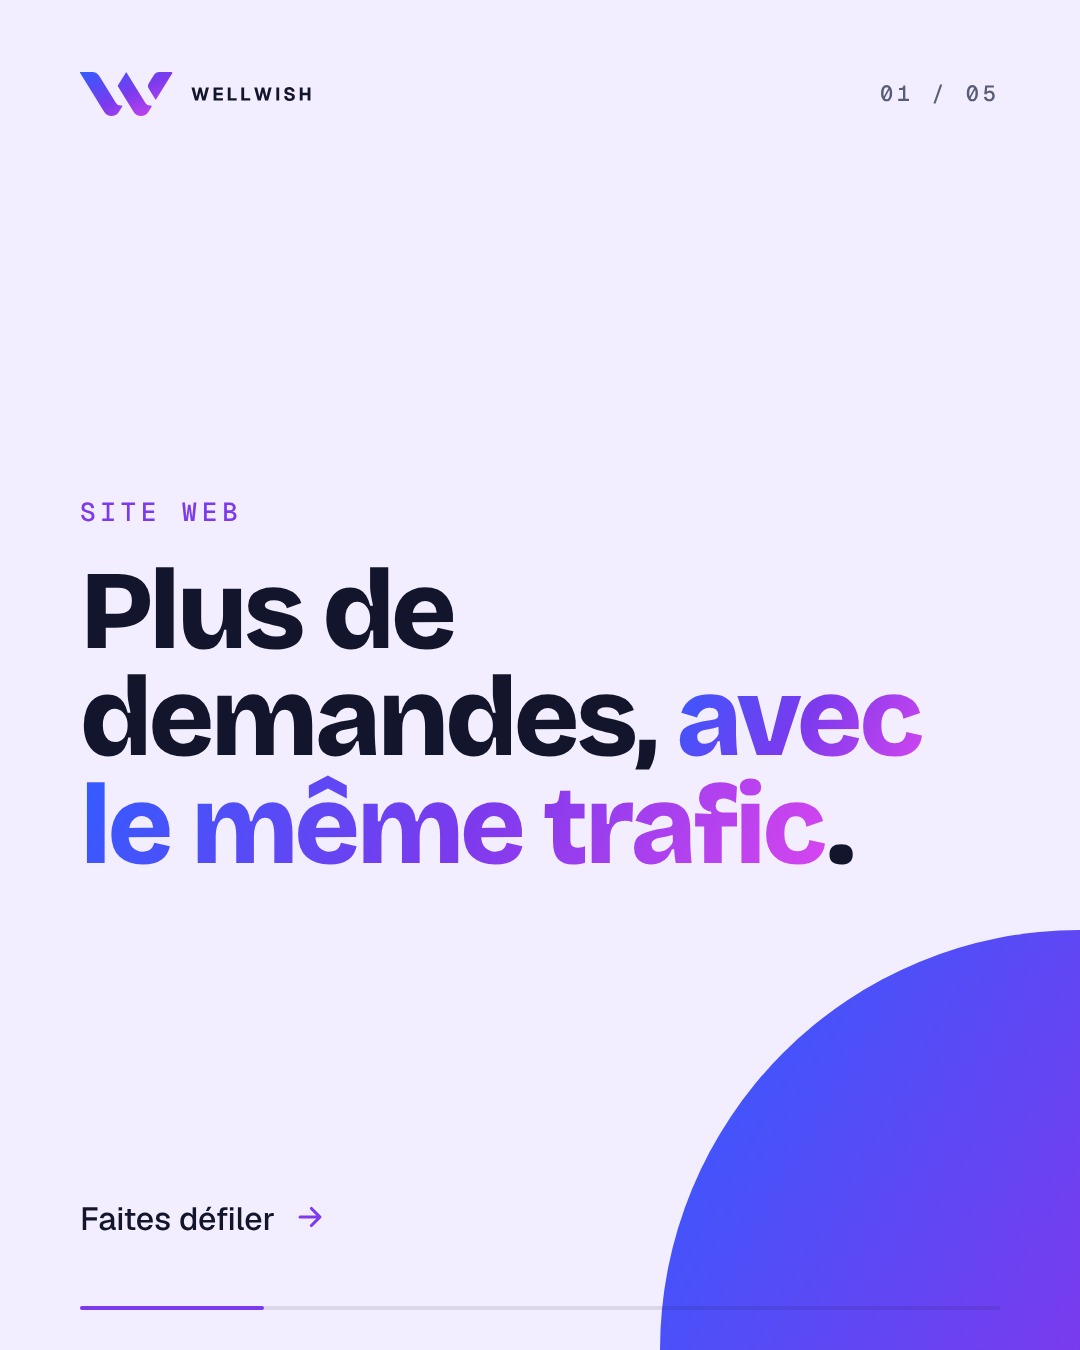 WELLWISH
01 / 05
SITE WEB
Plus de
demandes, avec
le même trafic.
Faites défiler →